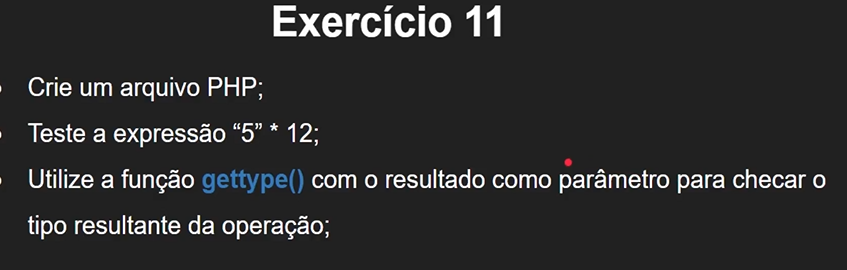 Exercício 11
Crie um arquivo PHP;
Teste a expressão “5” * 12;
Utilize a função gettype() com o resultado como parâmetro para checar o
tipo resultante da operação;